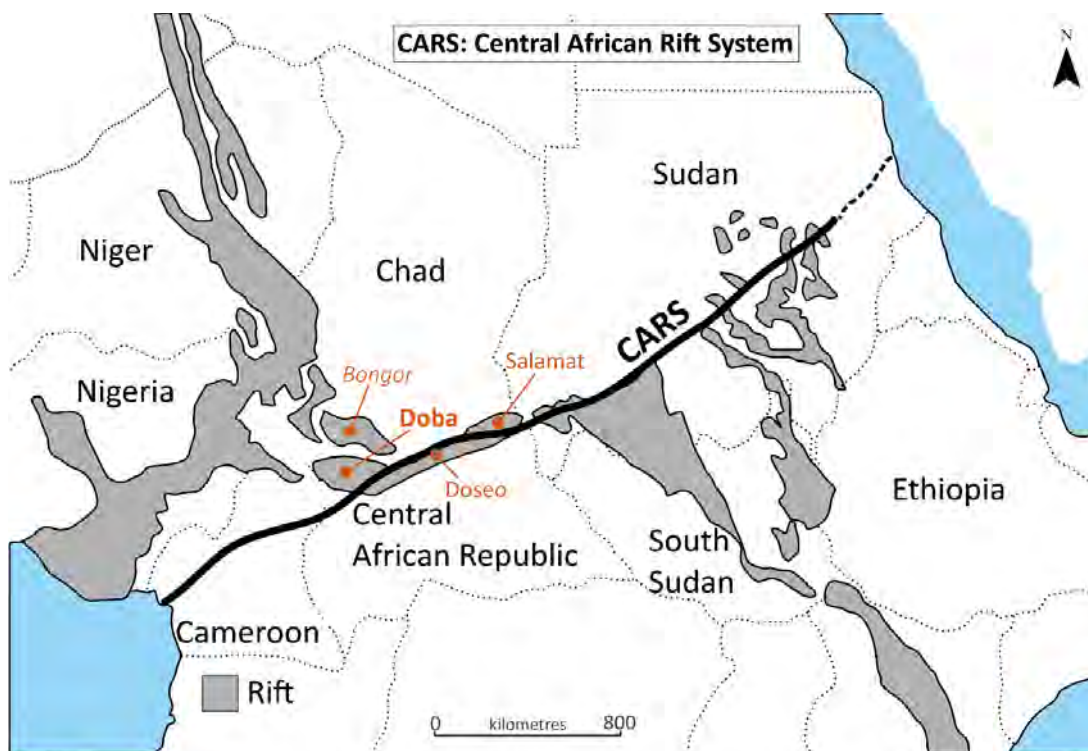 CARS: Central African Rift System
N
Sudan
Niger
Chad
CARS
Salamat
Nigeria
Bongor
Doba
Doseo
Ethiopia
Central
African Republic
South
Sudan
Cameroon
Rift
0 kilometres 800